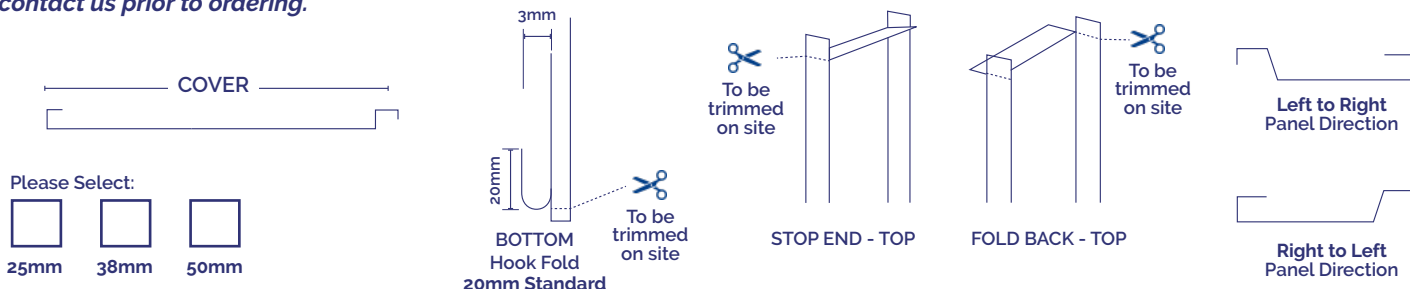 contact us prior to ordering.
COVER
Please Select:
25mm
38mm
50mm
3mm
20mm
To be
trimmed
on site
BOTTOM
Hook Fold
20mm Standard
To be
trimmed
on site
STOP END - TOP
To be
trimmed
on site
FOLD BACK - TOP
Left to Right
Panel Direction
Right to Left
Panel Direction